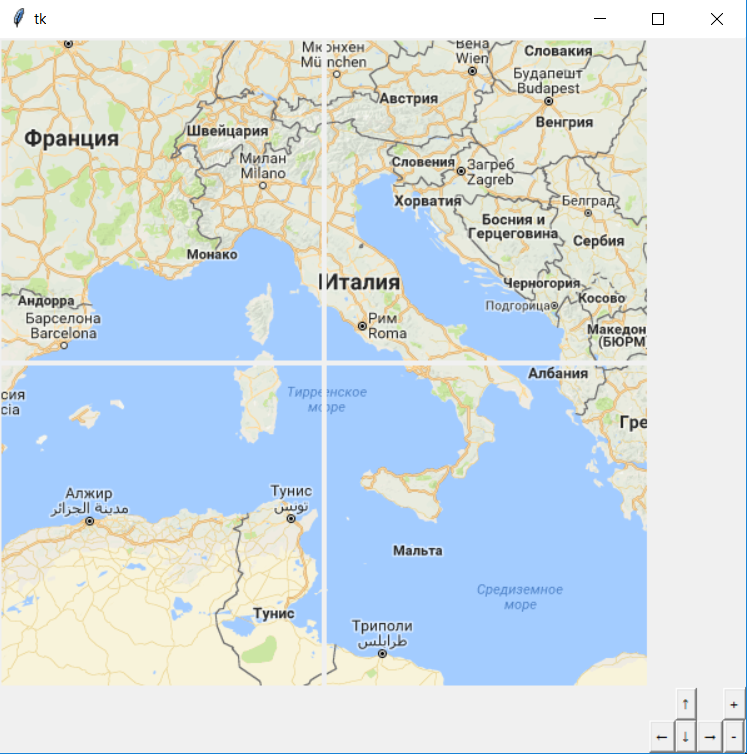 tk
Мюнхен
München
Вена
Wien
Словакия
Будапешт
Budapest
Австрия
Венгрия
Франция
Швейцария
Милан
Milano
Словения
Загреб
Zagreb
Хорватия
Белград
Босния и
Герцеговина
Сербия
Монако
Италия
Черногория
Подгорица
Косово
Андорра
Барселона
Barcelona
Рим
Roma
Македон
(БЮРМ)
Албания
сия
cia
Тирренское
море
Гре
Алжир
مدينة الجزائر
Тунис
تونس
Мальта
Средиземное
море
Тунис
Триполи
طرابلس
↑ +
← ↓ → -